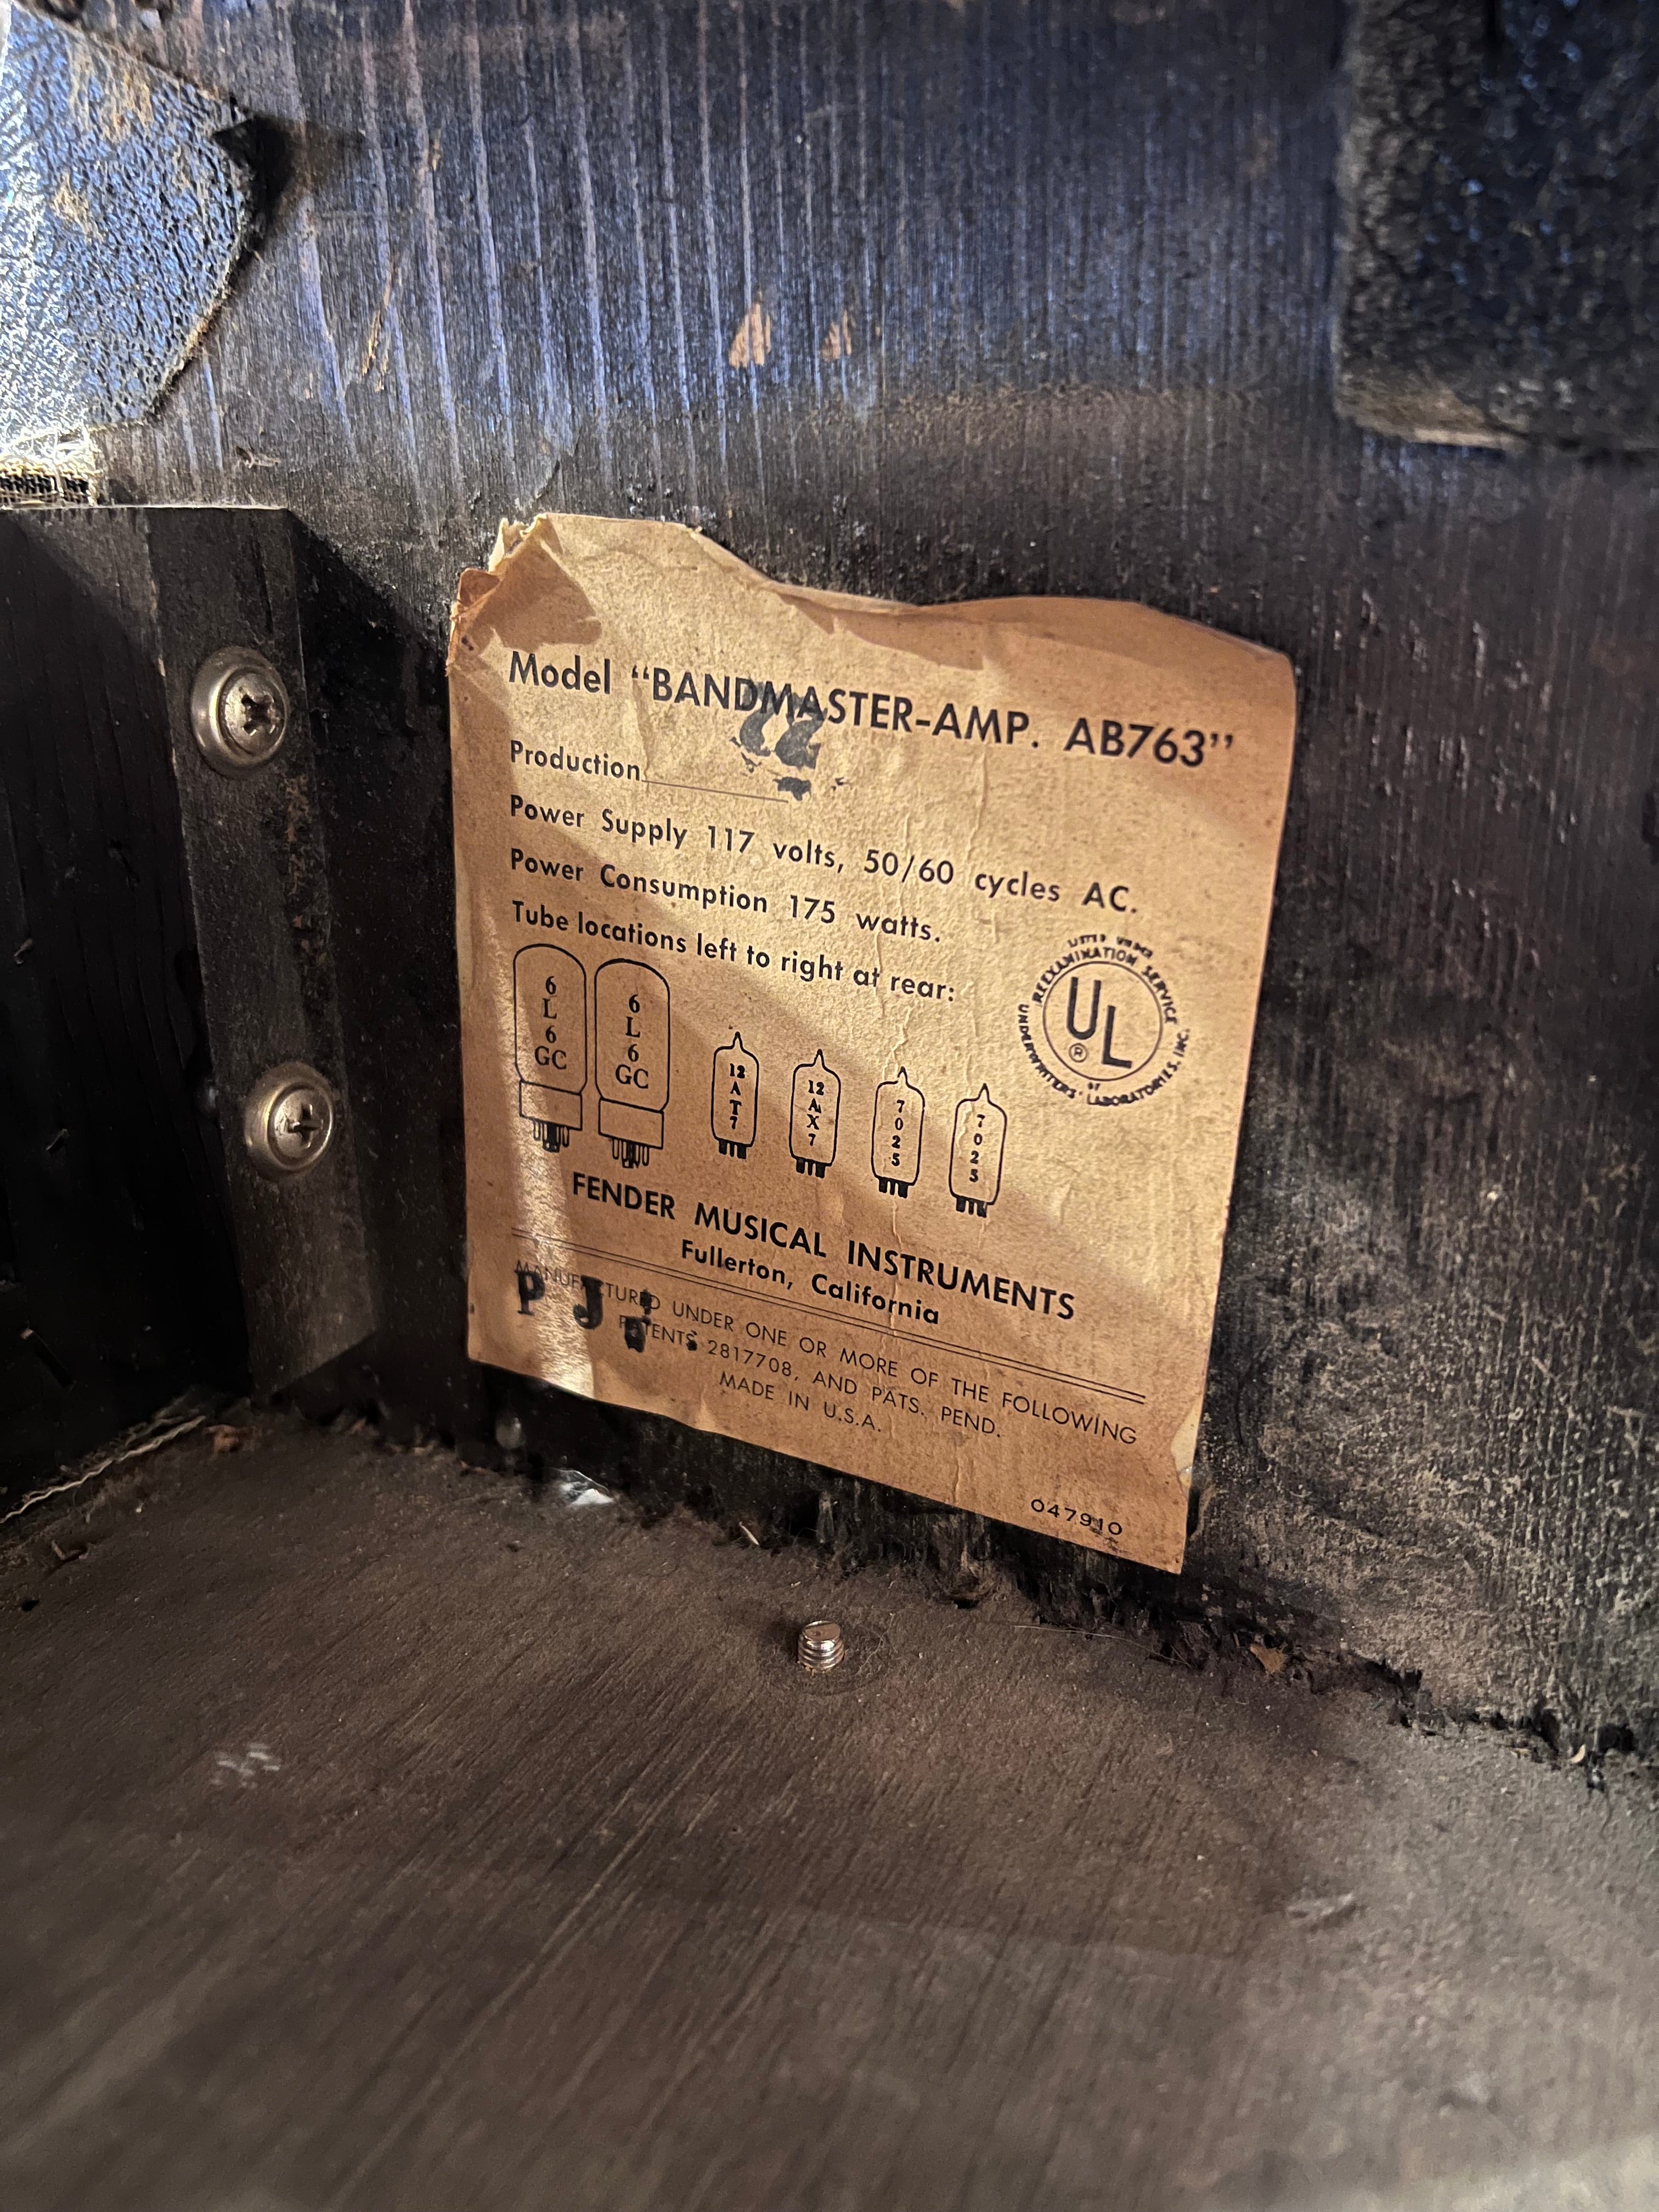 Model “BANDMASTER-AMP. AB763”
Production
Power Supply 117 volts, 50/60 cycles AC.
Power Consumption 175 watts.
Tube locations left to right at rear:
6L6GC
6L6GC
12AT7
12AX7
7025
7025
LISTED UNDER
REEXAMINATION SERVICE
UL
®
OF
UNDERWRITERS' LABORATORIES, INC.
FENDER MUSICAL INSTRUMENTS
Fullerton, California
MANUFACTURED UNDER ONE OR MORE OF THE FOLLOWING
PATENTS 2817708, AND PATS. PEND.
MADE IN U.S.A.
P J
047910